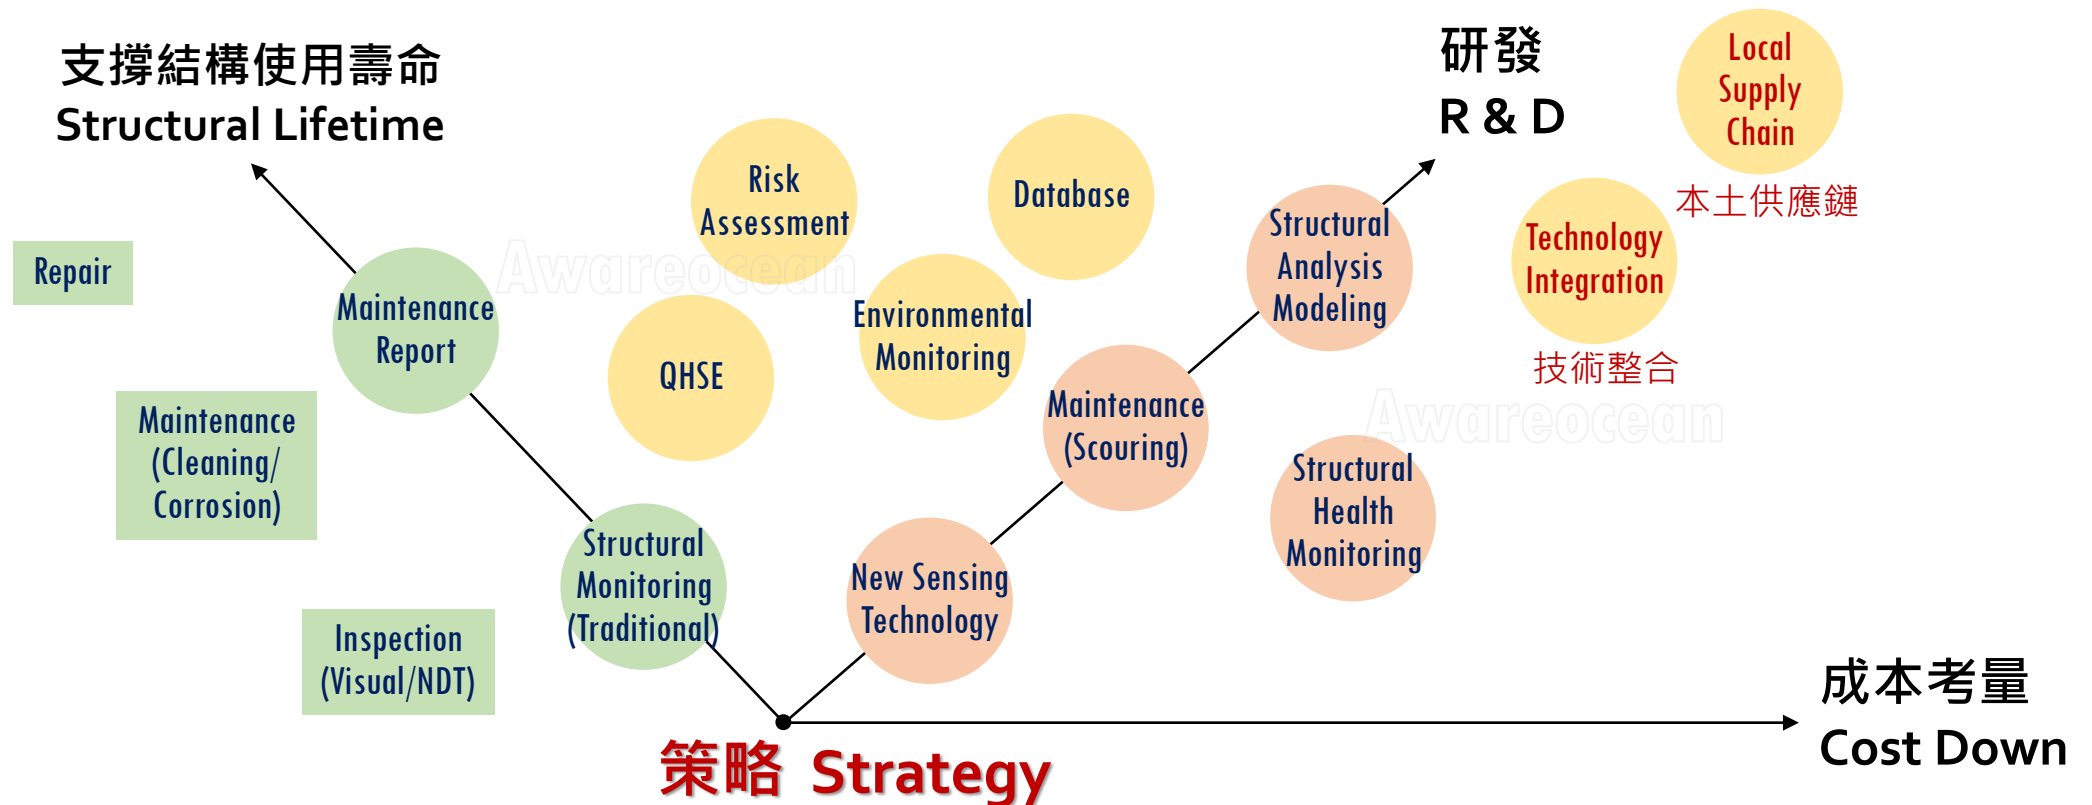 支撐結構使用壽命
Structural Lifetime
研發
R & D
Local
Supply
Chain
本土供應鏈
Risk
Assessment
Database
Structural
Analysis
Modeling
Technology
Integration
技術整合
Repair
Maintenance
Report
Awareocean
QHSE
Environmental
Monitoring
Maintenance
(Scouring)
Awareocean
Structural
Health
Monitoring
Maintenance
(Cleaning/
Corrosion)
Structural
Monitoring
(Traditional)
New Sensing
Technology
Inspection
(Visual/NDT)
成本考量
Cost Down
策略 Strategy